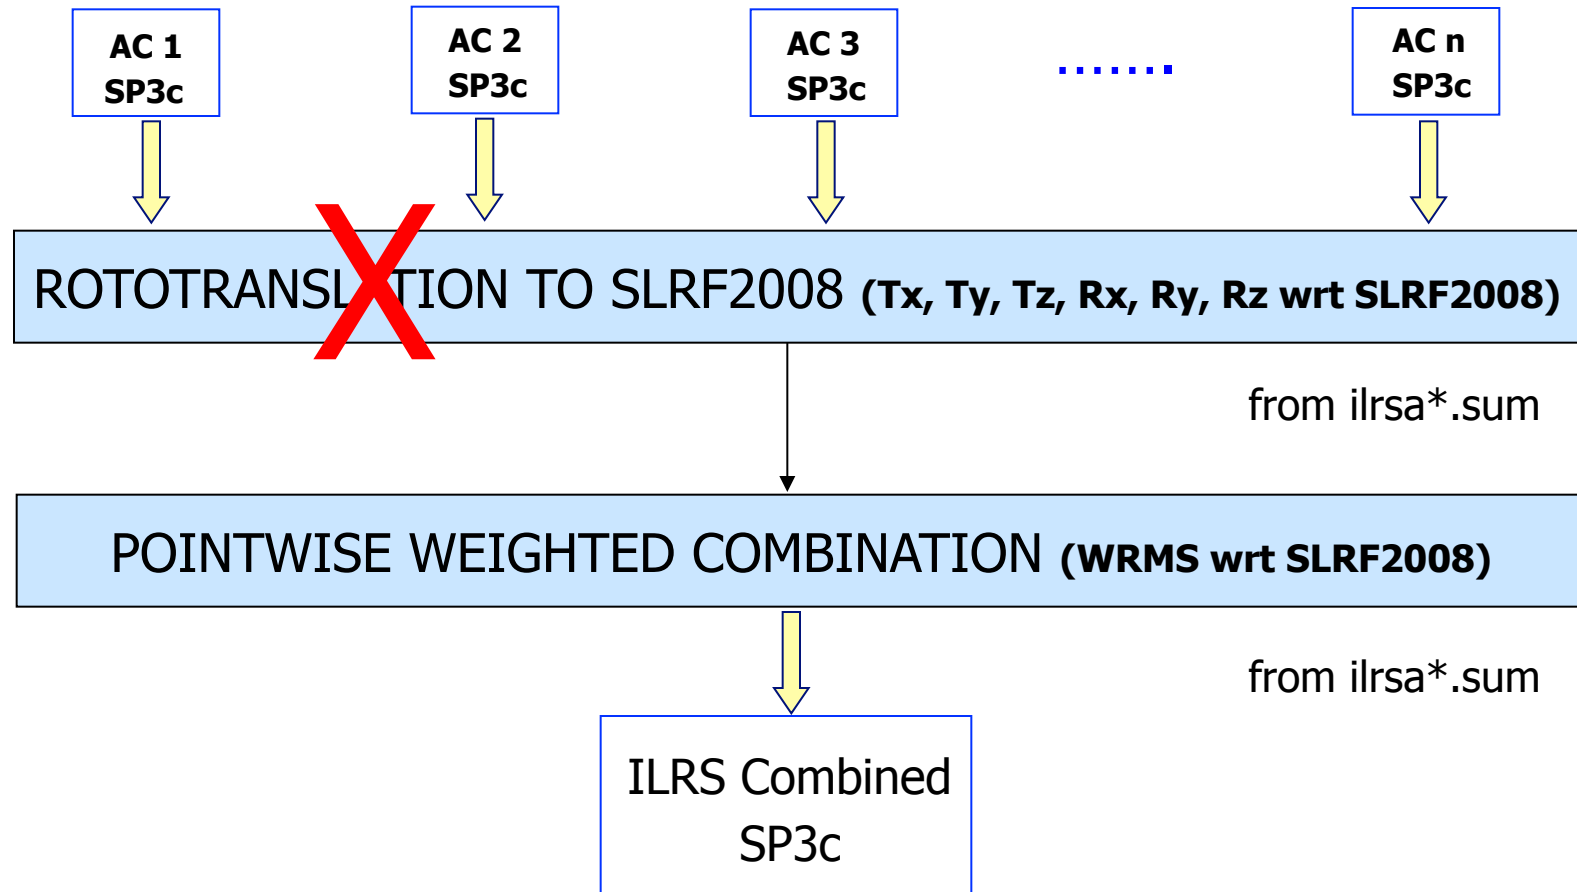 AC 1
SP3c
AC 2
SP3c
AC 3
SP3c
.......
AC n
SP3c
ROTOTRANSLATION TO SLRF2008 (Tx, Ty, Tz, Rx, Ry, Rz wrt SLRF2008)
X
from ilrsa*.sum
POINTWISE WEIGHTED COMBINATION (WRMS wrt SLRF2008)
from ilrsa*.sum
ILRS Combined
SP3c